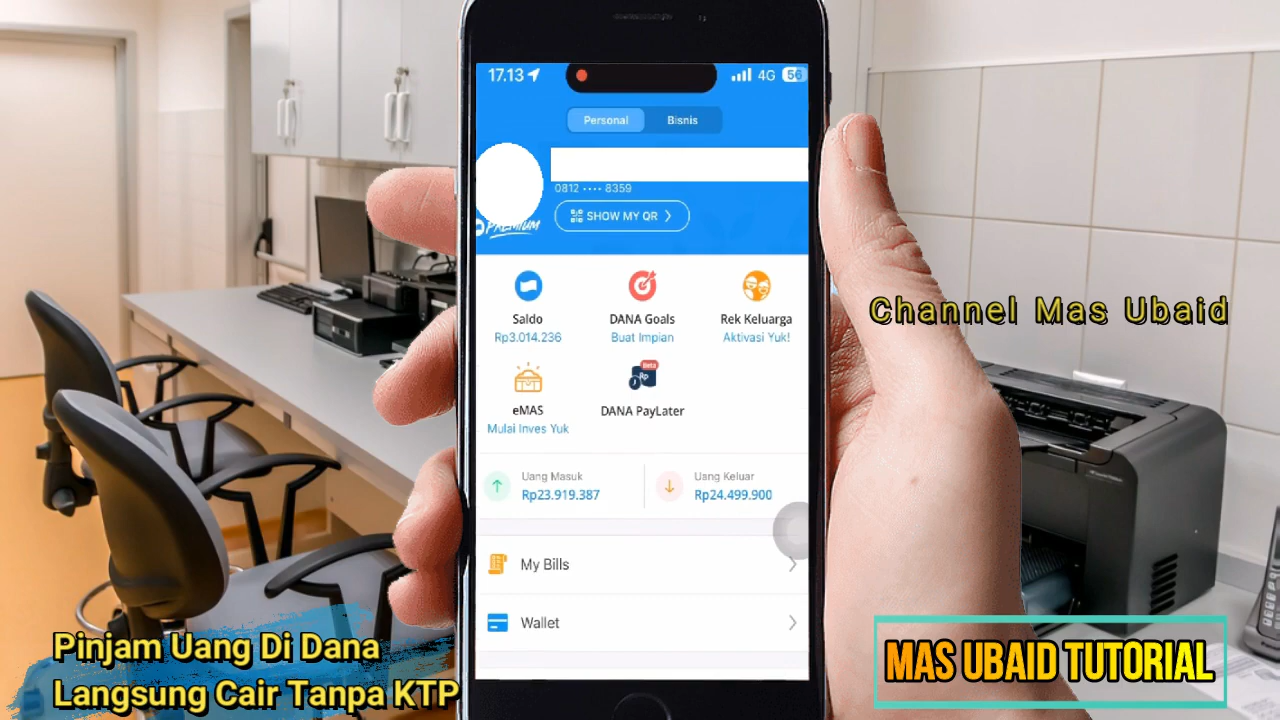 17.13
4G 56
Personal Bisnis
0812 •••• 8359
PREMIUM
SHOW MY QR
Saldo
Rp3.014.236
DANA Goals
Buat Impian
Rek Keluarga
Aktivasi Yuk!
eMAS
Mulai Inves Yuk
Beta
Rp
DANA PayLater
Uang Masuk
Rp23.919.387
Uang Keluar
Rp24.499.900
My Bills
Wallet
Channel Mas Ubaid
Pinjam Uang Di Dana
Langsung Cair Tanpa KTP
MAS UBAID TUTORIAL